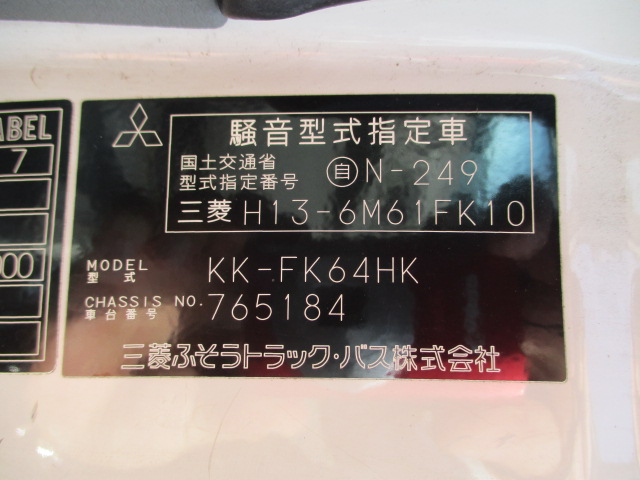 ABEL
7
000
騒音型式指定車
国土交通省
型式指定番号 自N-249
三菱 H13-6M61FK10
MODEL
型式 KK-FK64HK
CHASSIS NO.
車台番号 765184
三菱ふそうトラック・バス株式会社